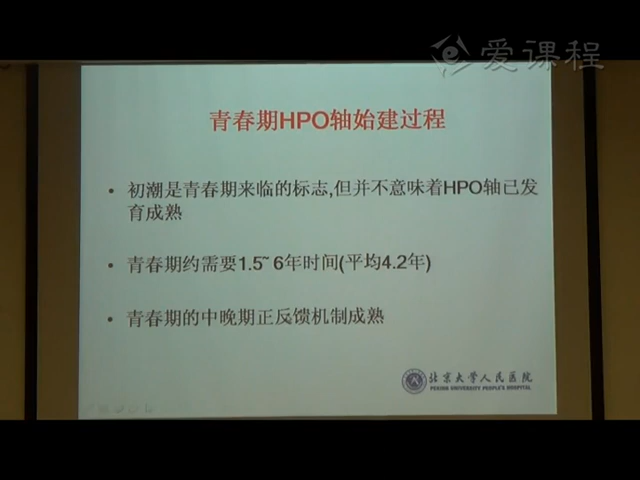 爱课程
青春期HPO轴始建过程
• 初潮是青春期来临的标志,但并不意味着HPO轴已发
育成熟
• 青春期约需要1.5~ 6年时间(平均4.2年)
• 青春期的中晚期正反馈机制成熟
北京大学人民医院
PEKING UNIVERSITY PEOPLE'S HOSPITAL